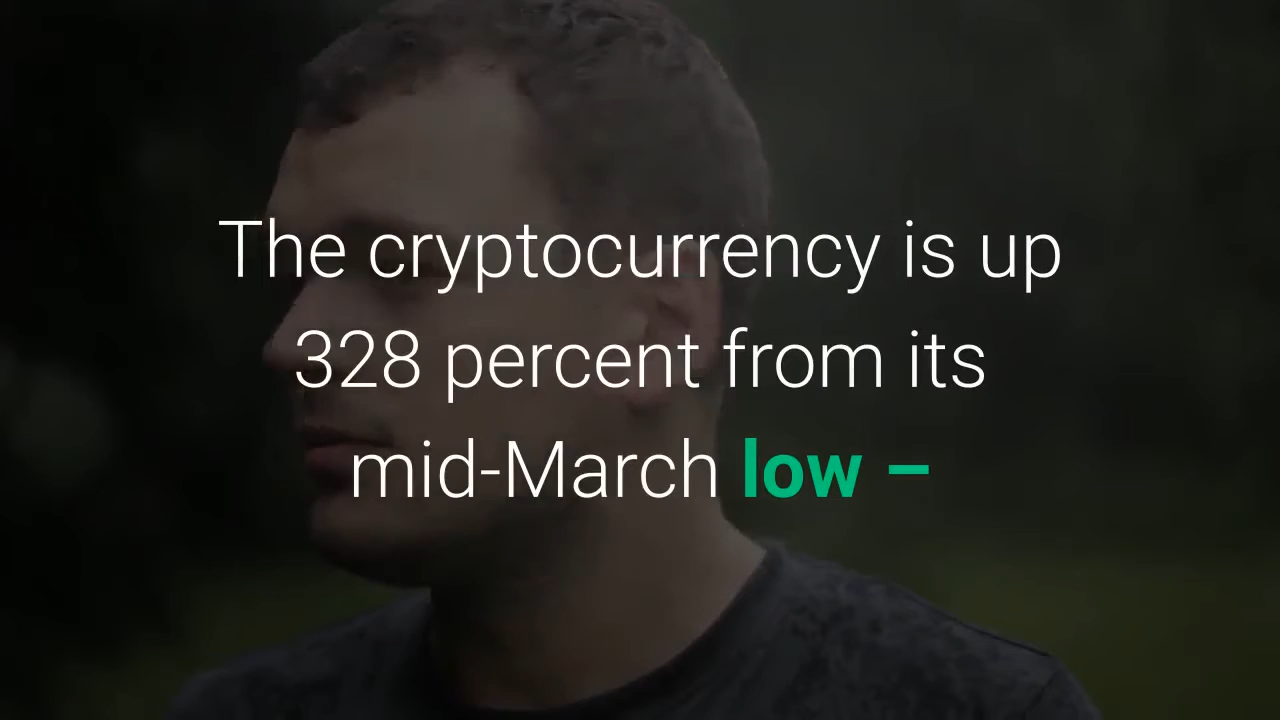 The cryptocurrency is up
328 percent from its
mid-March low –